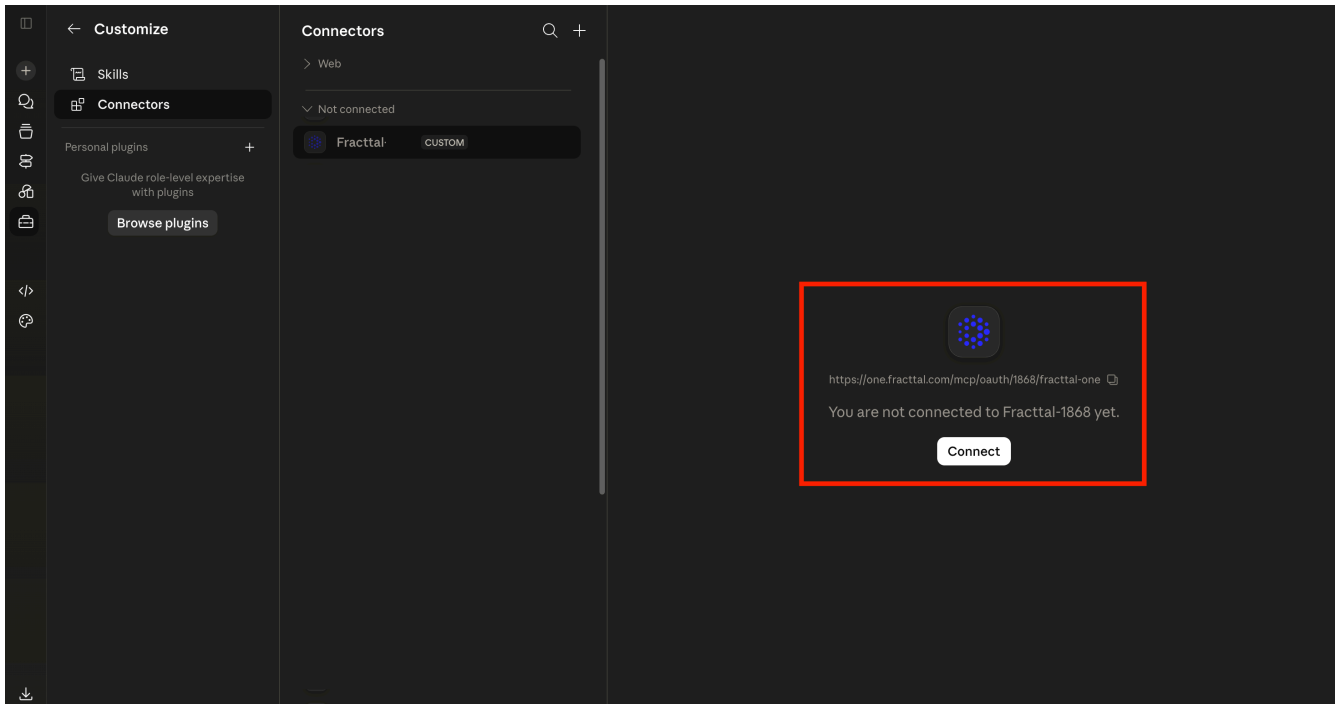 Customize
Skills
Connectors
Personal plugins
Give Claude role-level expertise
with plugins
Browse plugins
Connectors
Web
Not connected
Fracttal-
CUSTOM
https://one.fracttal.com/mcp/oauth/1868/fracttal-one
You are not connected to Fracttal-1868 yet.
Connect